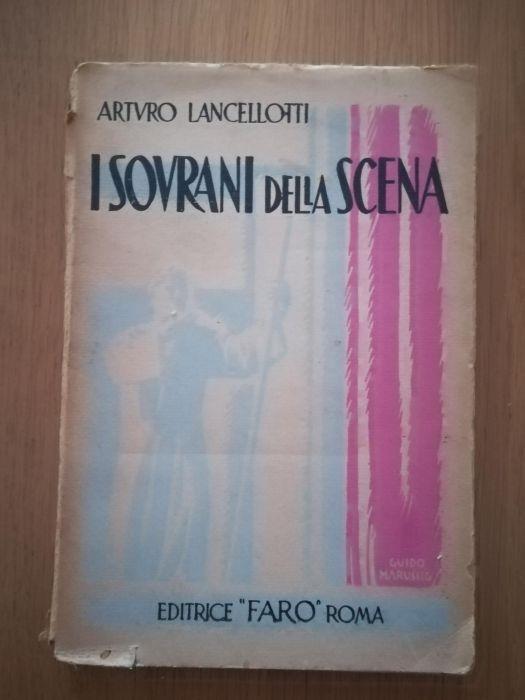 ARTVRO LANCELLOTTI
I SOVRANI DELLA SCENA
GUIDO
MARUSSIG
EDITRICE "FARO" ROMA